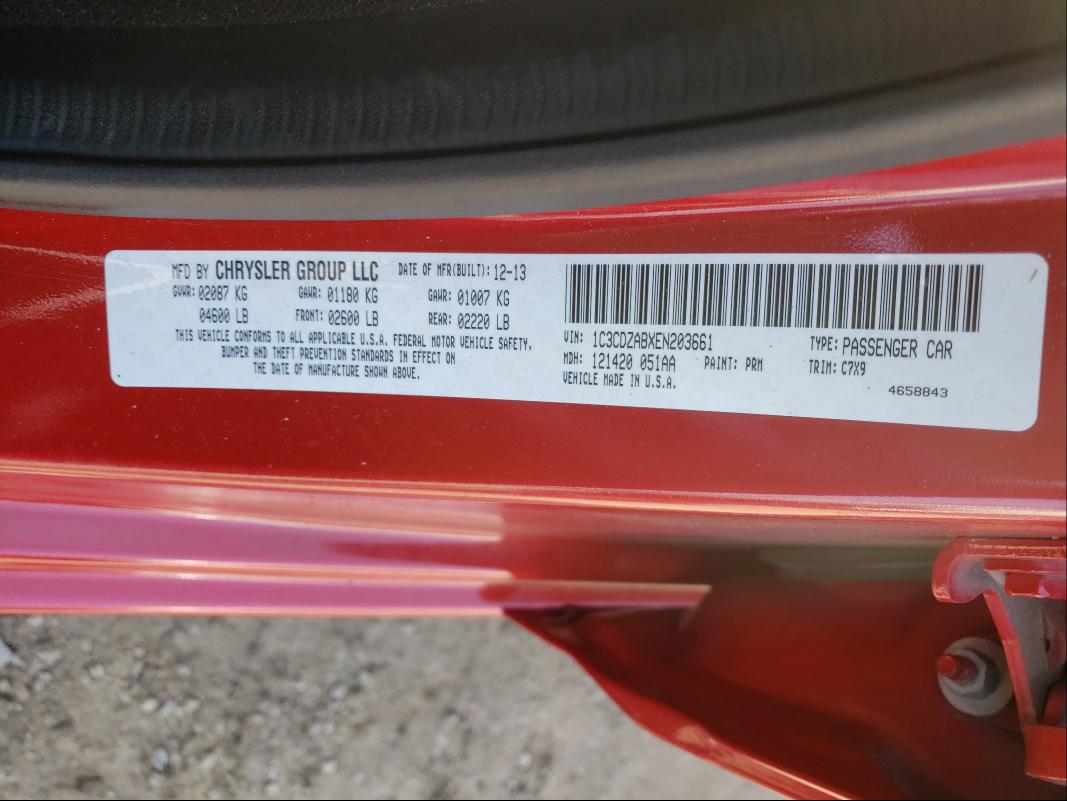 MFD BY CHRYSLER GROUP LLC DATE OF MFR(BUILT): 12-13
GVWR: 02087 KG GAWR: 01180 KG GAWR: 01007 KG
04600 LB FRONT: 02600 LB REAR: 02220 LB
THIS VEHICLE CONFORMS TO ALL APPLICABLE U.S.A. FEDERAL MOTOR VEHICLE SAFETY,
BUMPER AND THEFT PREVENTION STANDARDS IN EFFECT ON
THE DATE OF MANUFACTURE SHOWN ABOVE.
VIN: 1C3CDZABXEN203661 TYPE: PASSENGER CAR
MDH: 121420 051AA PAINT: PRM TRIM: C7X9
VEHICLE MADE IN U.S.A. 4658843